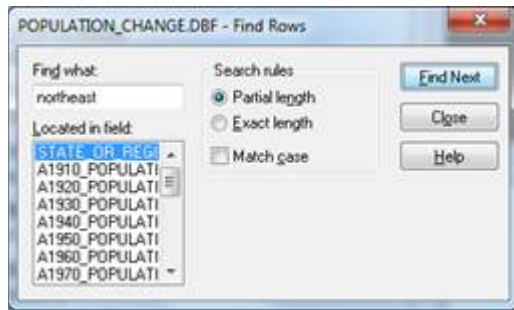 POPULATION_CHANGE.DBF - Find Rows
Find what:
northeast
Located in field:
STATE_OR_REGI
A1910_POPULATI
A1920_POPULATI
A1930_POPULATI
A1940_POPULATI
A1950_POPULATI
A1960_POPULATI
A1970_POPULATI
Search rules
Partial length
Exact length
Match case
Find Next
Close
Help